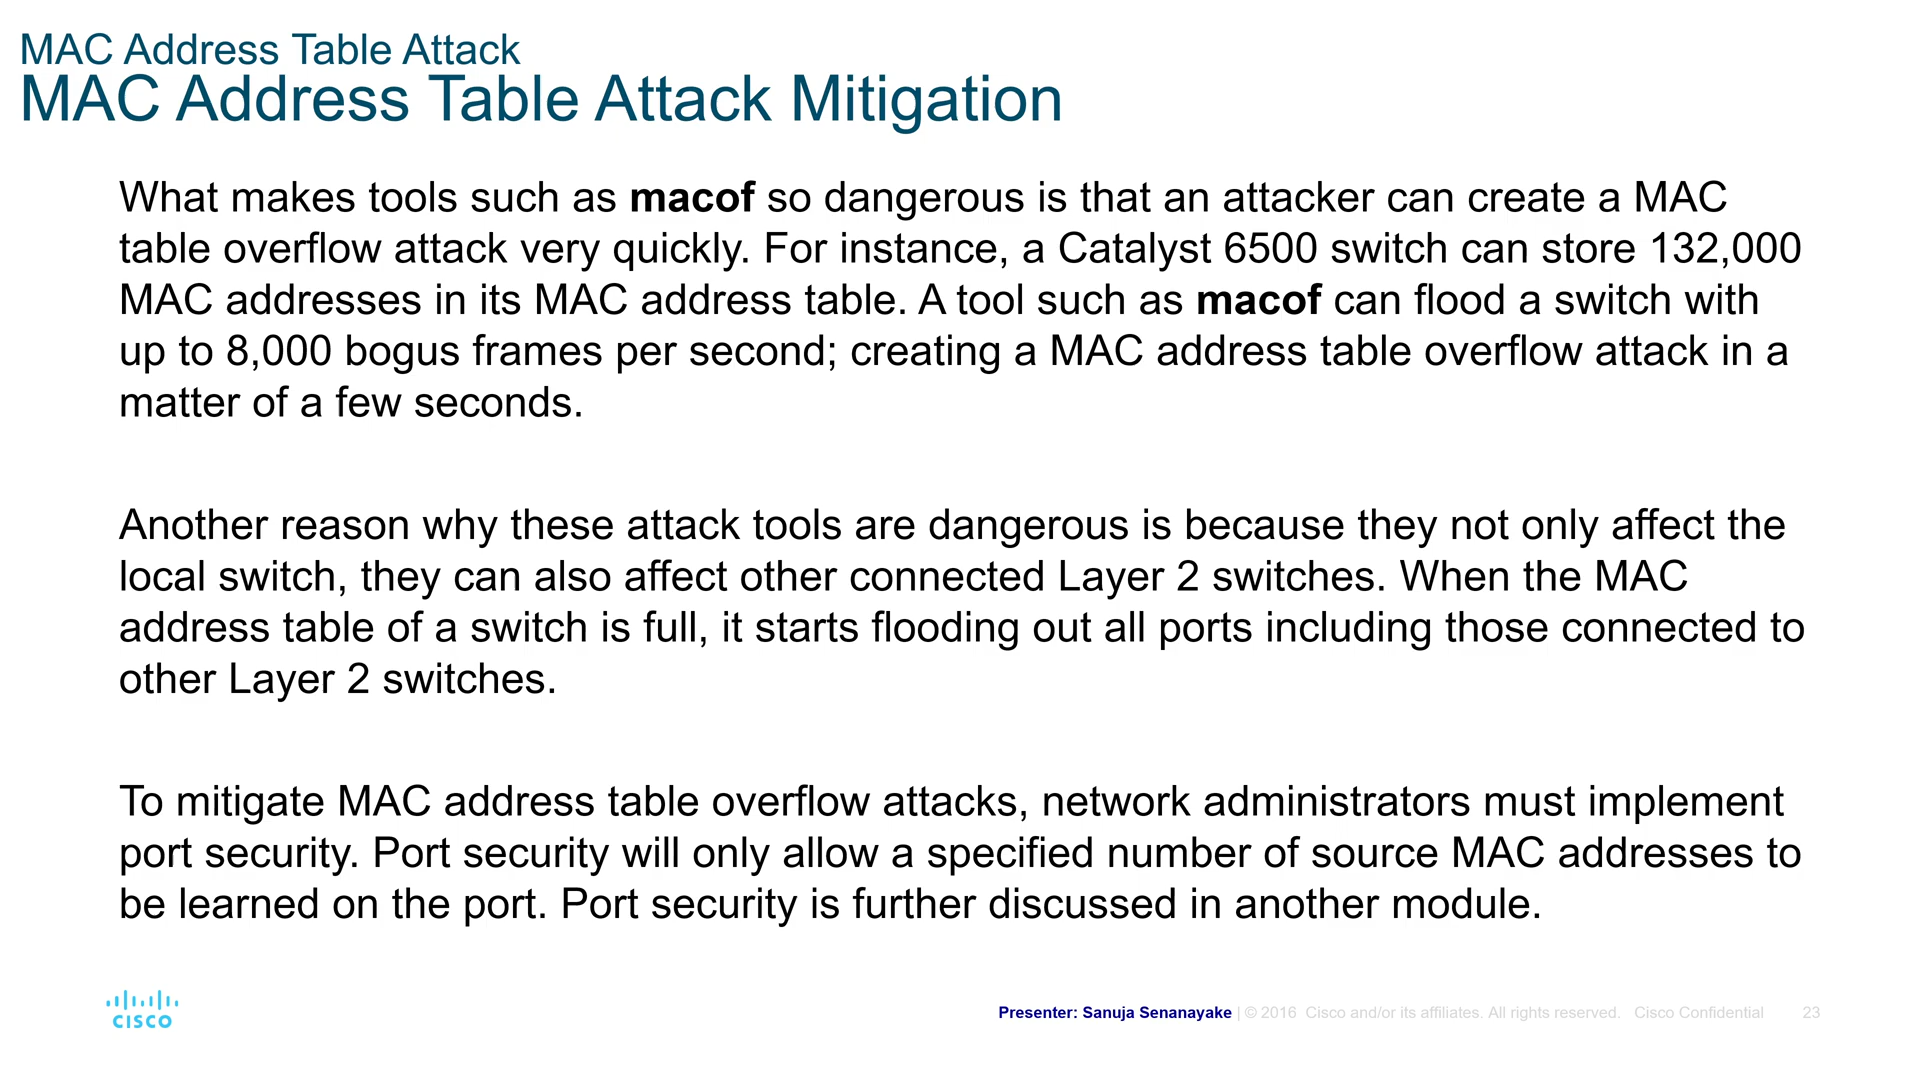 MAC Address Table Attack
MAC Address Table Attack Mitigation
What makes tools such as macof so dangerous is that an attacker can create a MAC
table overflow attack very quickly. For instance, a Catalyst 6500 switch can store 132,000
MAC addresses in its MAC address table. A tool such as macof can flood a switch with
up to 8,000 bogus frames per second; creating a MAC address table overflow attack in a
matter of a few seconds.
Another reason why these attack tools are dangerous is because they not only affect the
local switch, they can also affect other connected Layer 2 switches. When the MAC
address table of a switch is full, it starts flooding out all ports including those connected to
other Layer 2 switches.
To mitigate MAC address table overflow attacks, network administrators must implement
port security. Port security will only allow a specified number of source MAC addresses to
be learned on the port. Port security is further discussed in another module.
CISCO
Presenter: Sanuja Senanayake | © 2016 Cisco and/or its affiliates. All rights reserved. Cisco Confidential 23